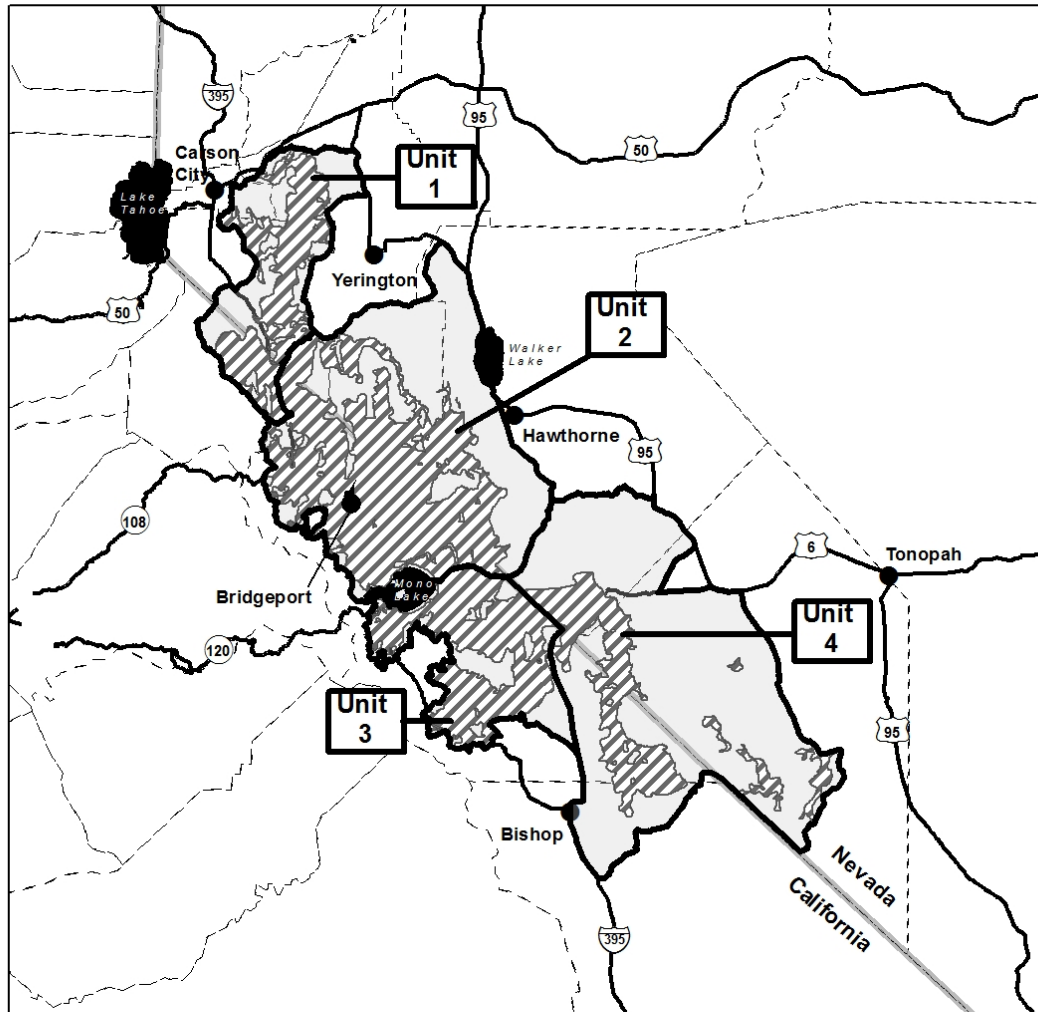 395
95
50
Carson
City
Unit
1
Lake
Tahoe
Yerington
50
Unit
2
Walker
Lake
Hawthorne
95
108
6
Tonopah
Mono
Lake
Bridgeport
Unit
4
120
Unit
3
95
Bishop
Nevada
California
395